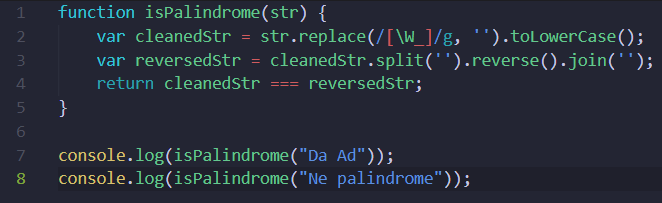 1 function isPalindrome(str) {
2     var cleanedStr = str.replace(/[\W_]/g, '').toLowerCase();
3     var reversedStr = cleanedStr.split('').reverse().join('');
4     return cleanedStr === reversedStr;
5 }
6
7 console.log(isPalindrome("Da Ad"));
8 console.log(isPalindrome("Ne palindrome"));